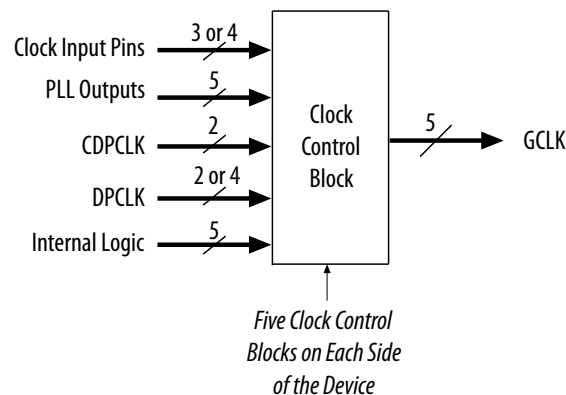 Clock Input Pins
3 or 4
PLL Outputs
5
CDPCLK
2
DPCLK
2 or 4
Internal Logic
5
Clock
Control
Block
5
GCLK
Five Clock Control
Blocks on Each Side
of the Device